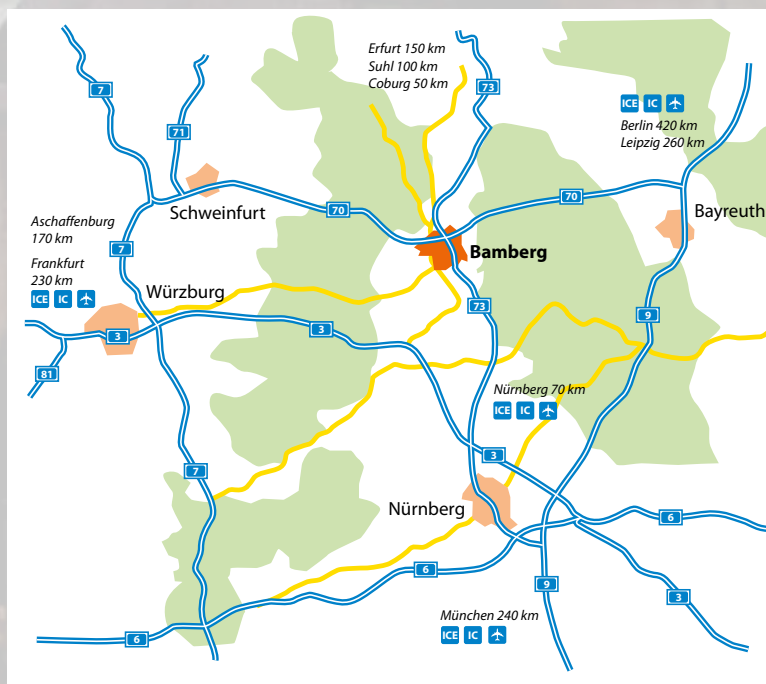 Erfurt 150 km
Suhl 100 km
Coburg 50 km
7
73
71
ICE IC
Berlin 420 km
Leipzig 260 km
Schweinfurt
70
70
Bayreuth
Aschaffenburg
170 km
7
Bamberg
Frankfurt
230 km
ICE IC
Würzburg
73
9
3
3
81
Nürnberg 70 km
ICE IC
3
7
Nürnberg
6
6
9
3
München 240 km
ICE IC
6